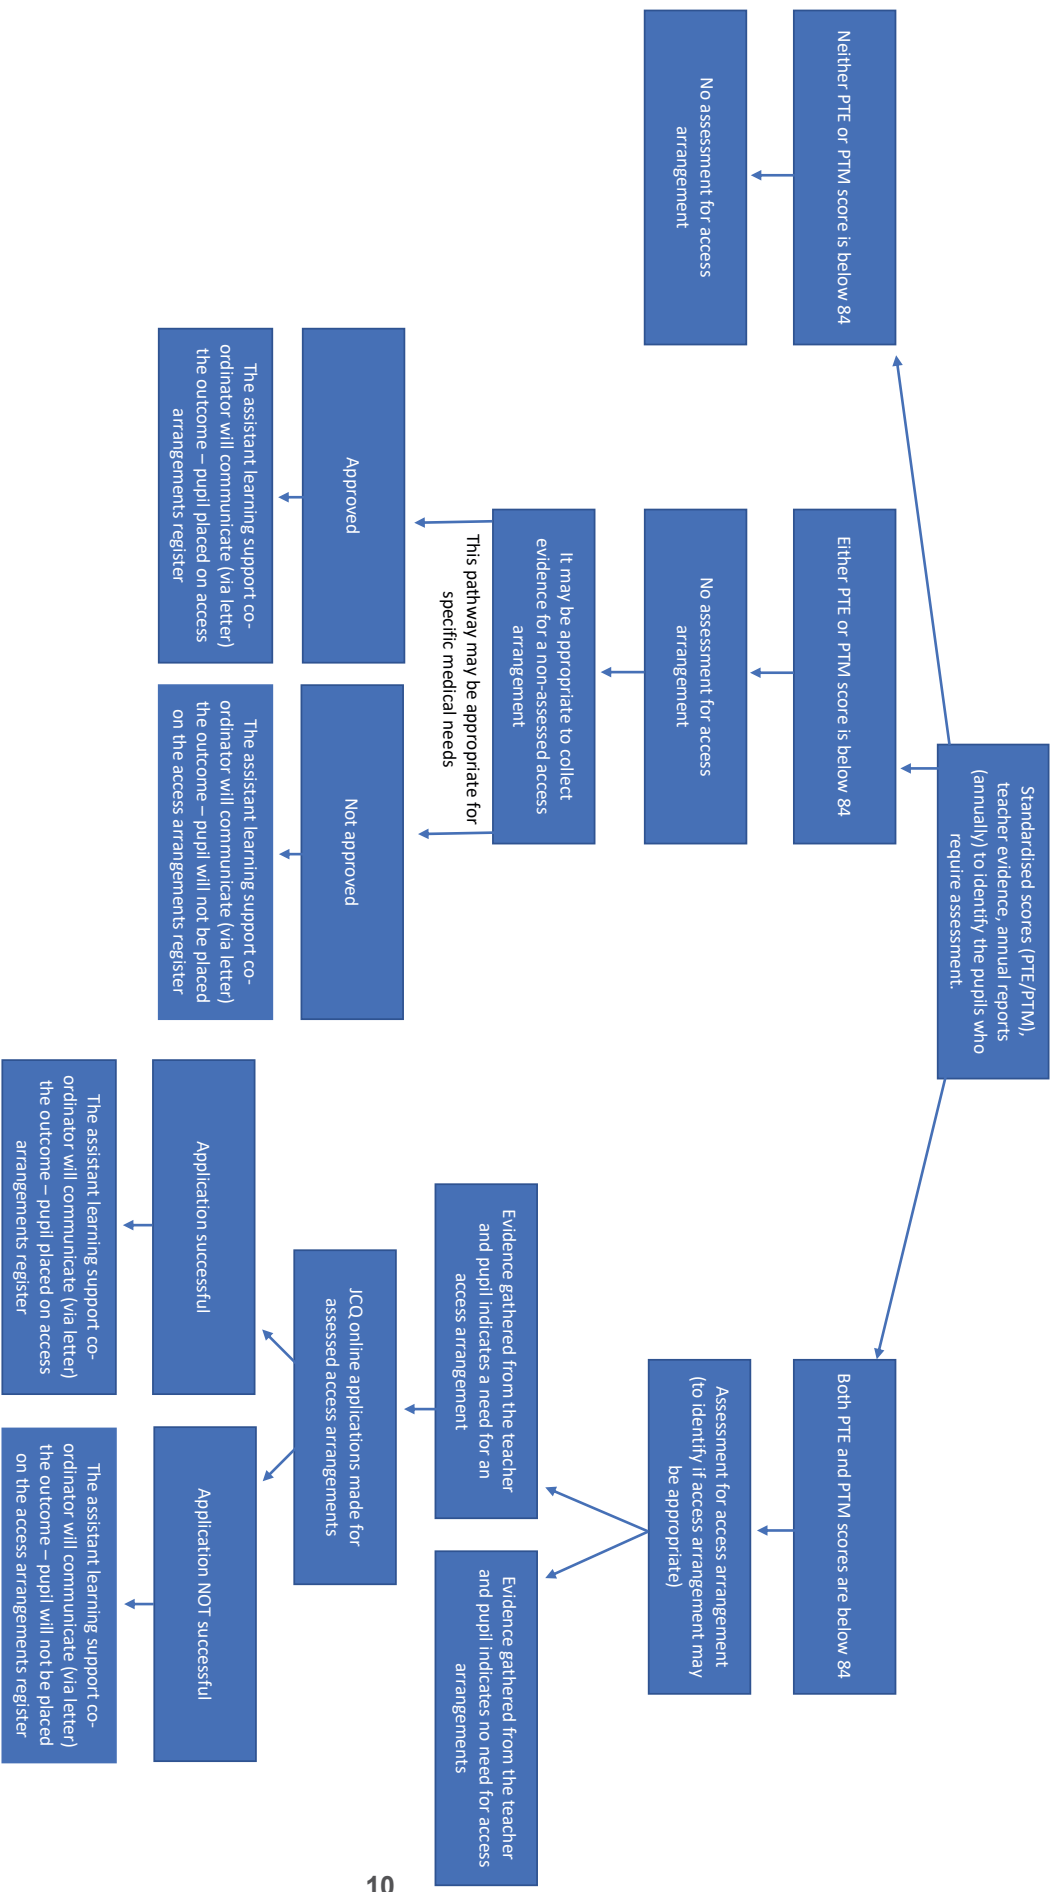 Standardised scores (PTE/PTM),
teacher evidence, annual reports
(annually) to identify the pupils who
require assessment.
Neither PTE or PTM score is below 84
No assessment for access
arrangement
Either PTE or PTM score is below 84
No assessment for access
arrangement
It may be appropriate to collect
evidence for a non-assessed access
arrangement
This pathway may be appropriate for
specific medical needs
Approved
The assistant learning support co-
ordinator will communicate (via letter)
the outcome – pupil placed on access
arrangements register
Not approved
The assistant learning support co-
ordinator will communicate (via letter)
the outcome – pupil will not be placed
on the access arrangements register
Both PTE and PTM scores are below 84
Assessment for access arrangement
(to identify if access arrangement may
be appropriate)
Evidence gathered from the teacher
and pupil indicates a need for an
access arrangement
Evidence gathered from the teacher
and pupil indicates no need for access
arrangements
JCQ online applications made for
assessed access arrangements
Application successful
The assistant learning support co-
ordinator will communicate (via letter)
the outcome – pupil placed on access
arrangements register
Application NOT successful
The assistant learning support co-
ordinator will communicate (via letter)
the outcome – pupil will not be placed
on the access arrangements register
10